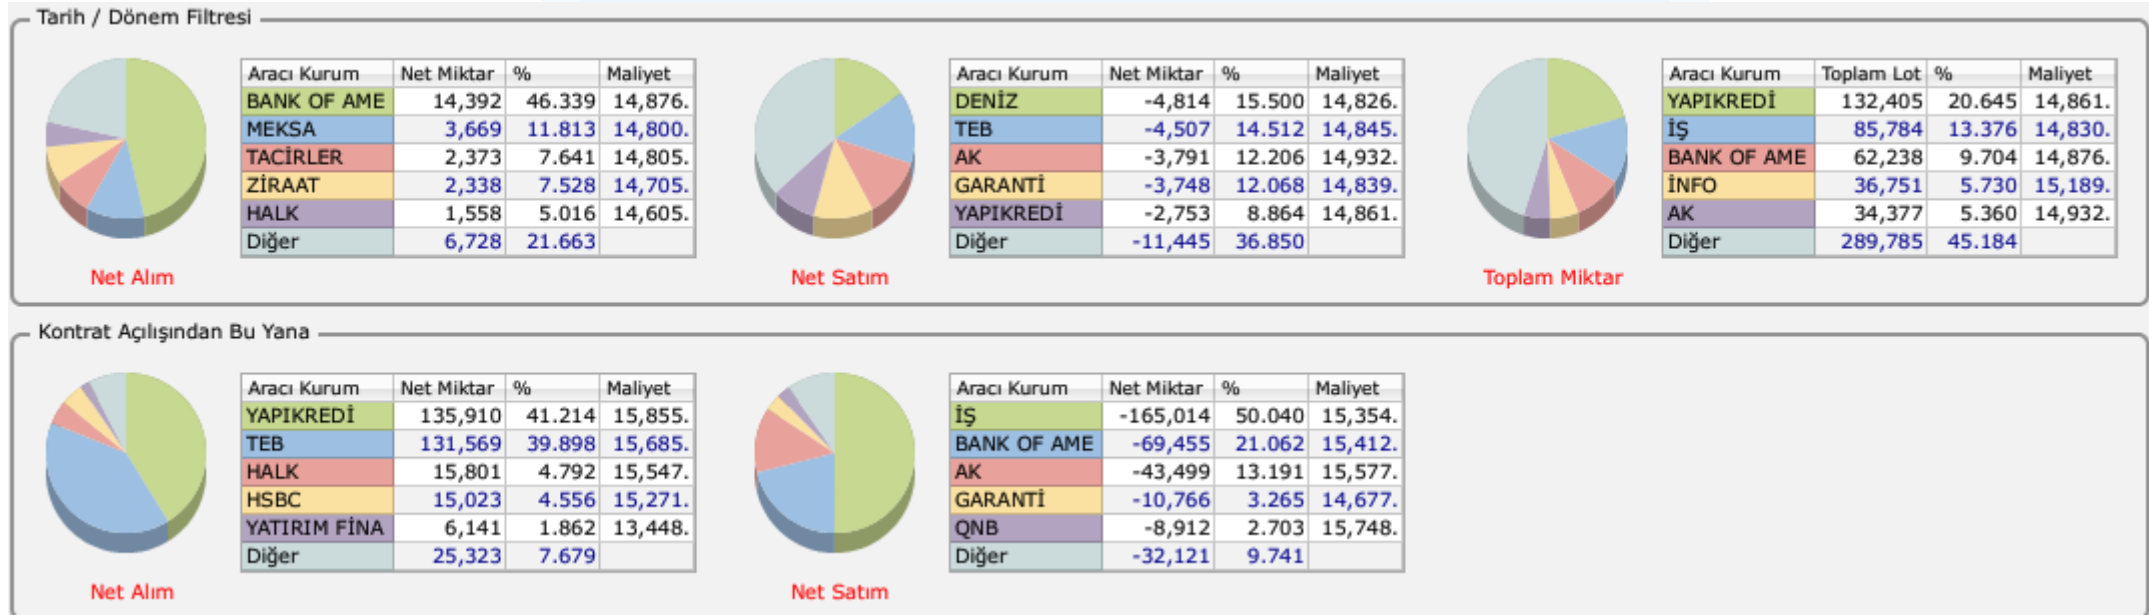 Tarih / Dönem Filtresi
Aracı Kurum Net Miktar % Maliyet
BANK OF AME 14,392 46.339 14,876.
MEKSA 3,669 11.813 14,800.
TACİRLER 2,373 7.641 14,805.
ZİRAAT 2,338 7.528 14,705.
HALK 1,558 5.016 14,605.
Diğer 6,728 21.663
Net Alım
Aracı Kurum Net Miktar % Maliyet
DENİZ -4,814 15.500 14,826.
TEB -4,507 14.512 14,845.
AK -3,791 12.206 14,932.
GARANTİ -3,748 12.068 14,839.
YAPIKREDİ -2,753 8.864 14,861.
Diğer -11,445 36.850
Net Satım
Aracı Kurum Toplam Lot % Maliyet
YAPIKREDİ 132,405 20.645 14,861.
İŞ 85,784 13.376 14,830.
BANK OF AME 62,238 9.704 14,876.
İNFO 36,751 5.730 15,189.
AK 34,377 5.360 14,932.
Diğer 289,785 45.184
Toplam Miktar
Kontrat Açılışından Bu Yana
Aracı Kurum Net Miktar % Maliyet
YAPIKREDİ 135,910 41.214 15,855.
TEB 131,569 39.898 15,685.
HALK 15,801 4.792 15,547.
HSBC 15,023 4.556 15,271.
YATIRIM FİNA 6,141 1.862 13,448.
Diğer 25,323 7.679
Net Alım
Aracı Kurum Net Miktar % Maliyet
İŞ -165,014 50.040 15,354.
BANK OF AME -69,455 21.062 15,412.
AK -43,499 13.191 15,577.
GARANTİ -10,766 3.265 14,677.
QNB -8,912 2.703 15,748.
Diğer -32,121 9.741
Net Satım